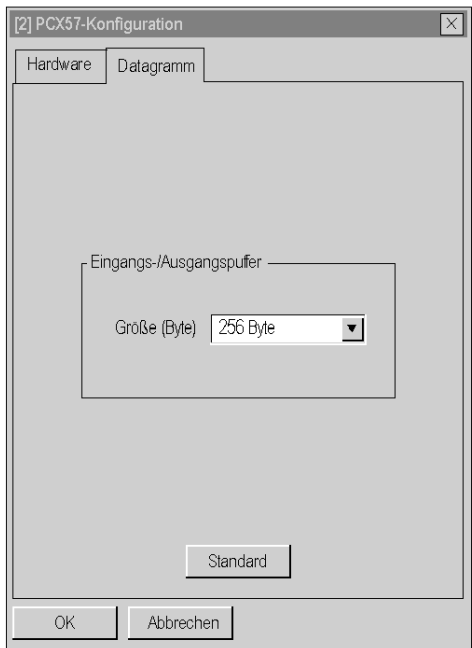 [2] PCX57-Konfiguration
Hardware Datagramm
Eingangs-/Ausgangspuffer
Größe (Byte) 256 Byte
Standard
OK Abbrechen